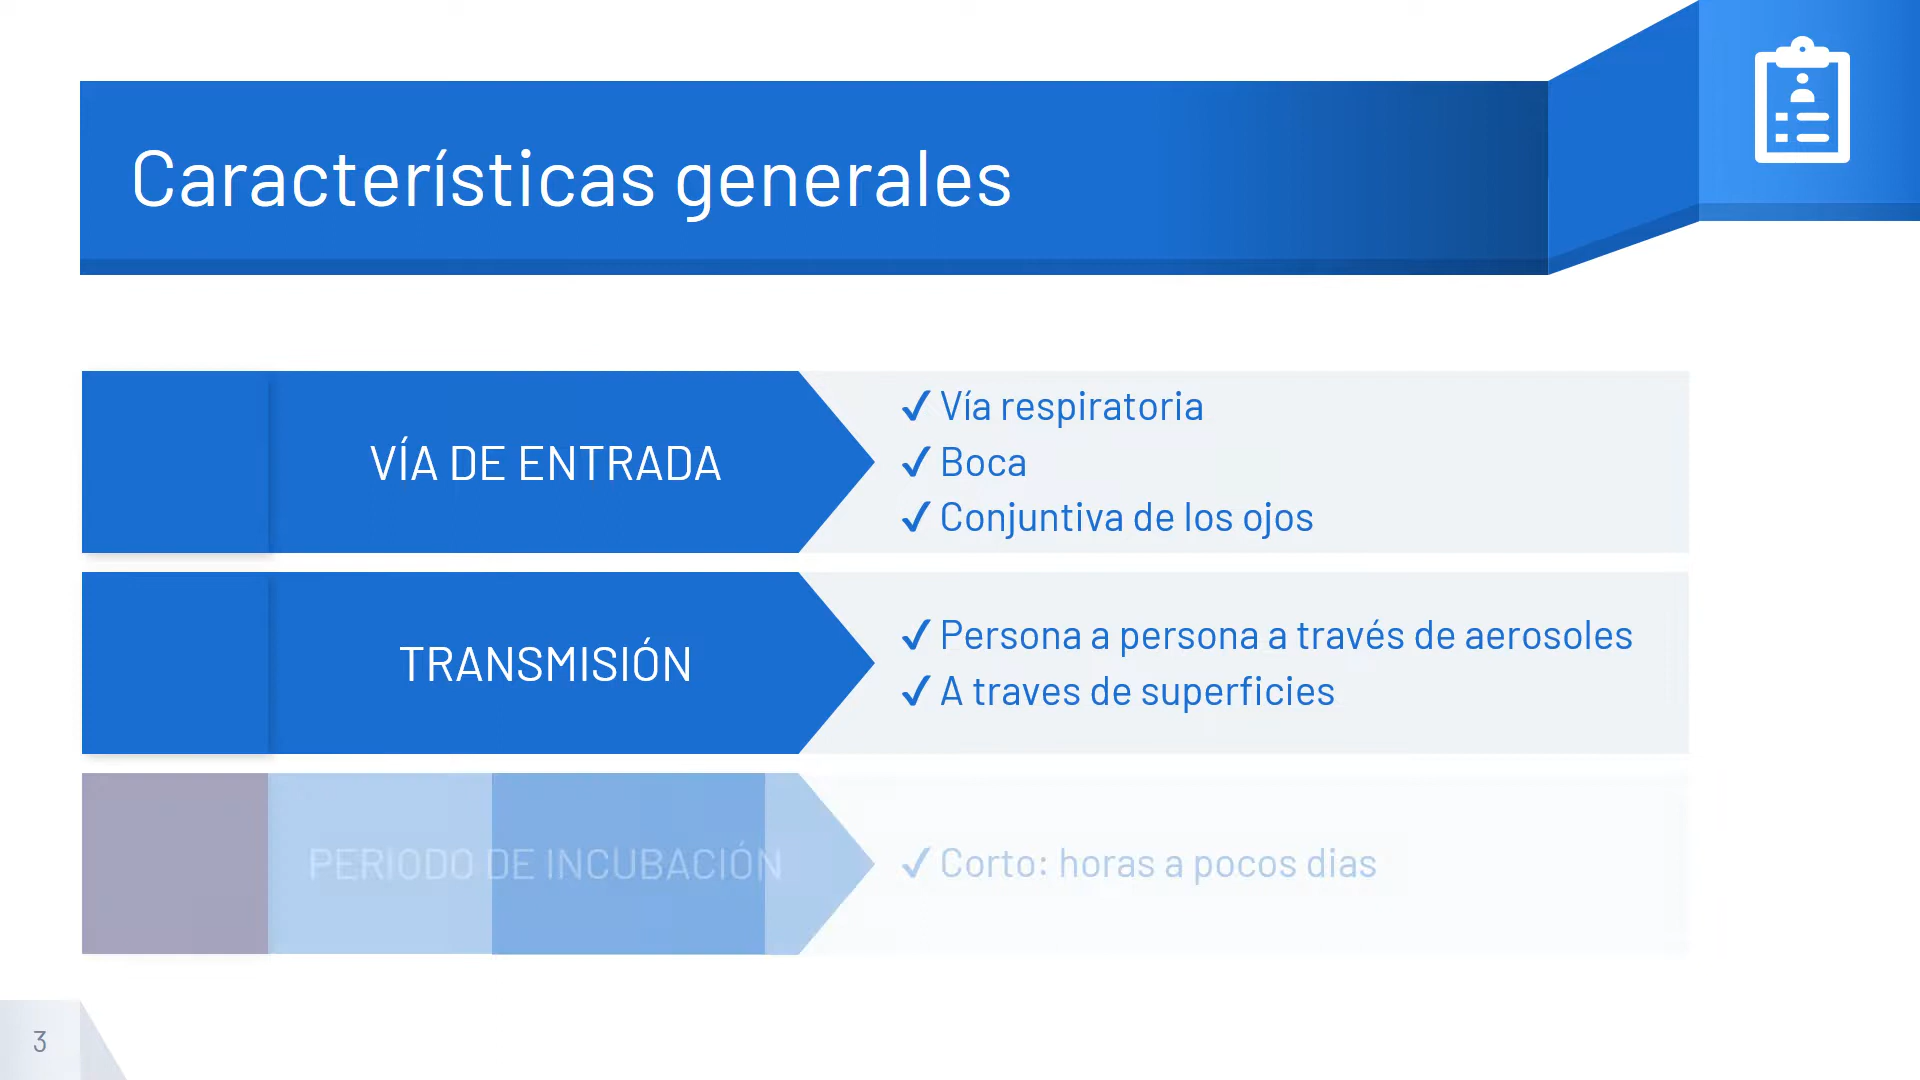 Características generales
VÍA DE ENTRADA
✔ Vía respiratoria
✔ Boca
✔ Conjuntiva de los ojos
TRANSMISIÓN
✔ Persona a persona a través de aerosoles
✔ A traves de superficies
PERIODO DE INCUBACIÓN
✔ Corto: horas a pocos dias
3